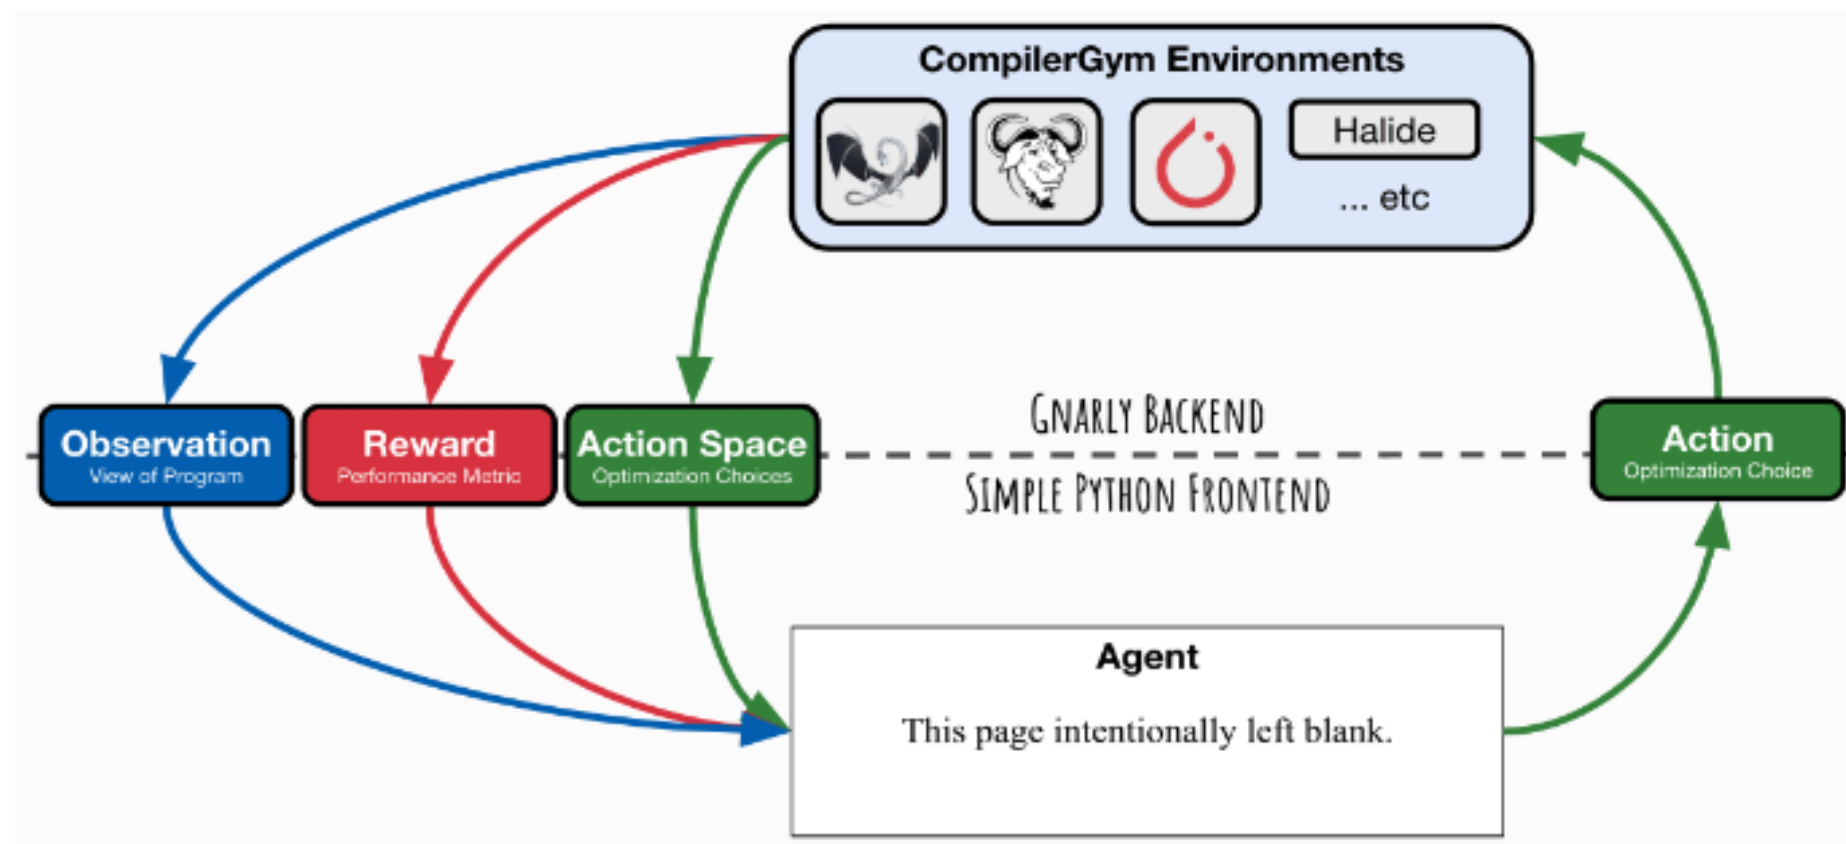 CompilerGym Environments
Halide
... etc
Observation
View of Program
Reward
Performance Metric
Action Space
Optimization Choices
GNARLY BACKEND
SIMPLE PYTHON FRONTEND
Action
Optimization Choice
Agent
This page intentionally left blank.